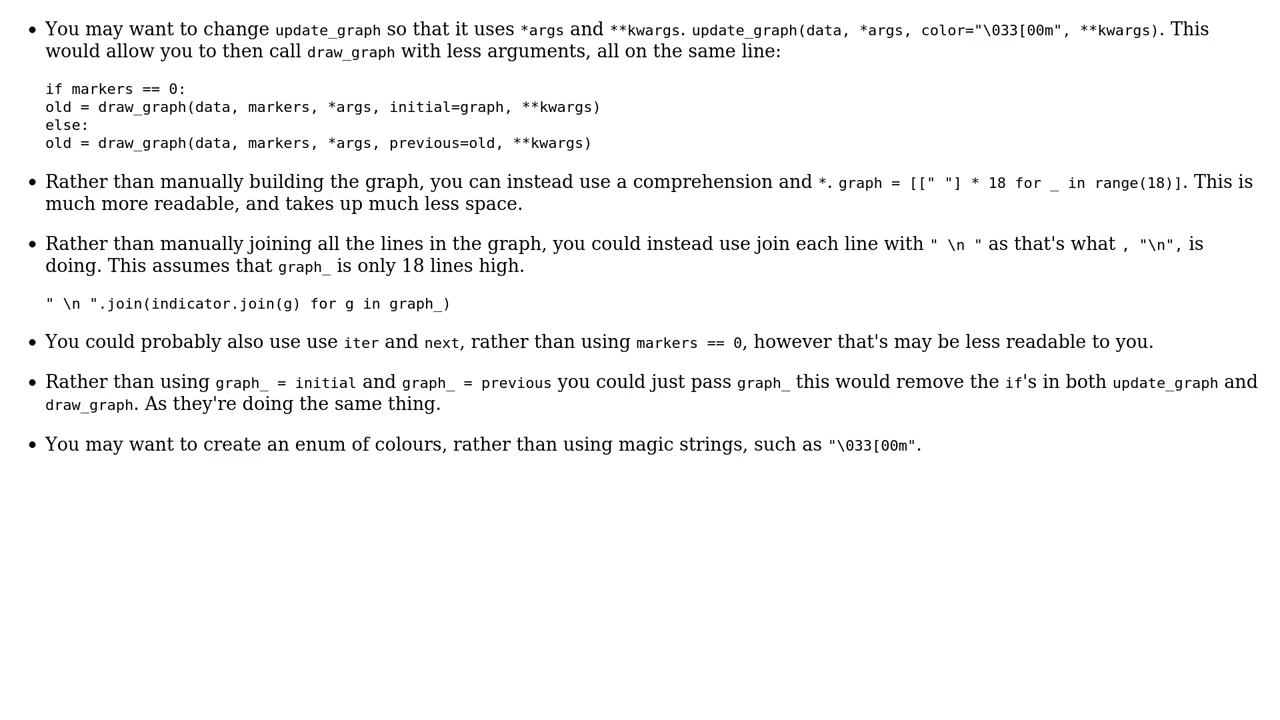 • You may want to change update_graph so that it uses *args and **kwargs. update_graph(data, *args, color="\033[00m", **kwargs). This
would allow you to then call draw_graph with less arguments, all on the same line:
if markers == 0:
old = draw_graph(data, markers, *args, initial=graph, **kwargs)
else:
old = draw_graph(data, markers, *args, previous=old, **kwargs)
• Rather than manually building the graph, you can instead use a comprehension and *. graph = [[" "] * 18 for _ in range(18)]. This is
much more readable, and takes up much less space.
• Rather than manually joining all the lines in the graph, you could instead use join each line with " \n " as that's what , "\n", is
doing. This assumes that graph_ is only 18 lines high.
" \n ".join(indicator.join(g) for g in graph_)
• You could probably also use use iter and next, rather than using markers == 0, however that's may be less readable to you.
• Rather than using graph_ = initial and graph_ = previous you could just pass graph_ this would remove the if's in both update_graph and
draw_graph. As they're doing the same thing.
• You may want to create an enum of colours, rather than using magic strings, such as "\033[00m".